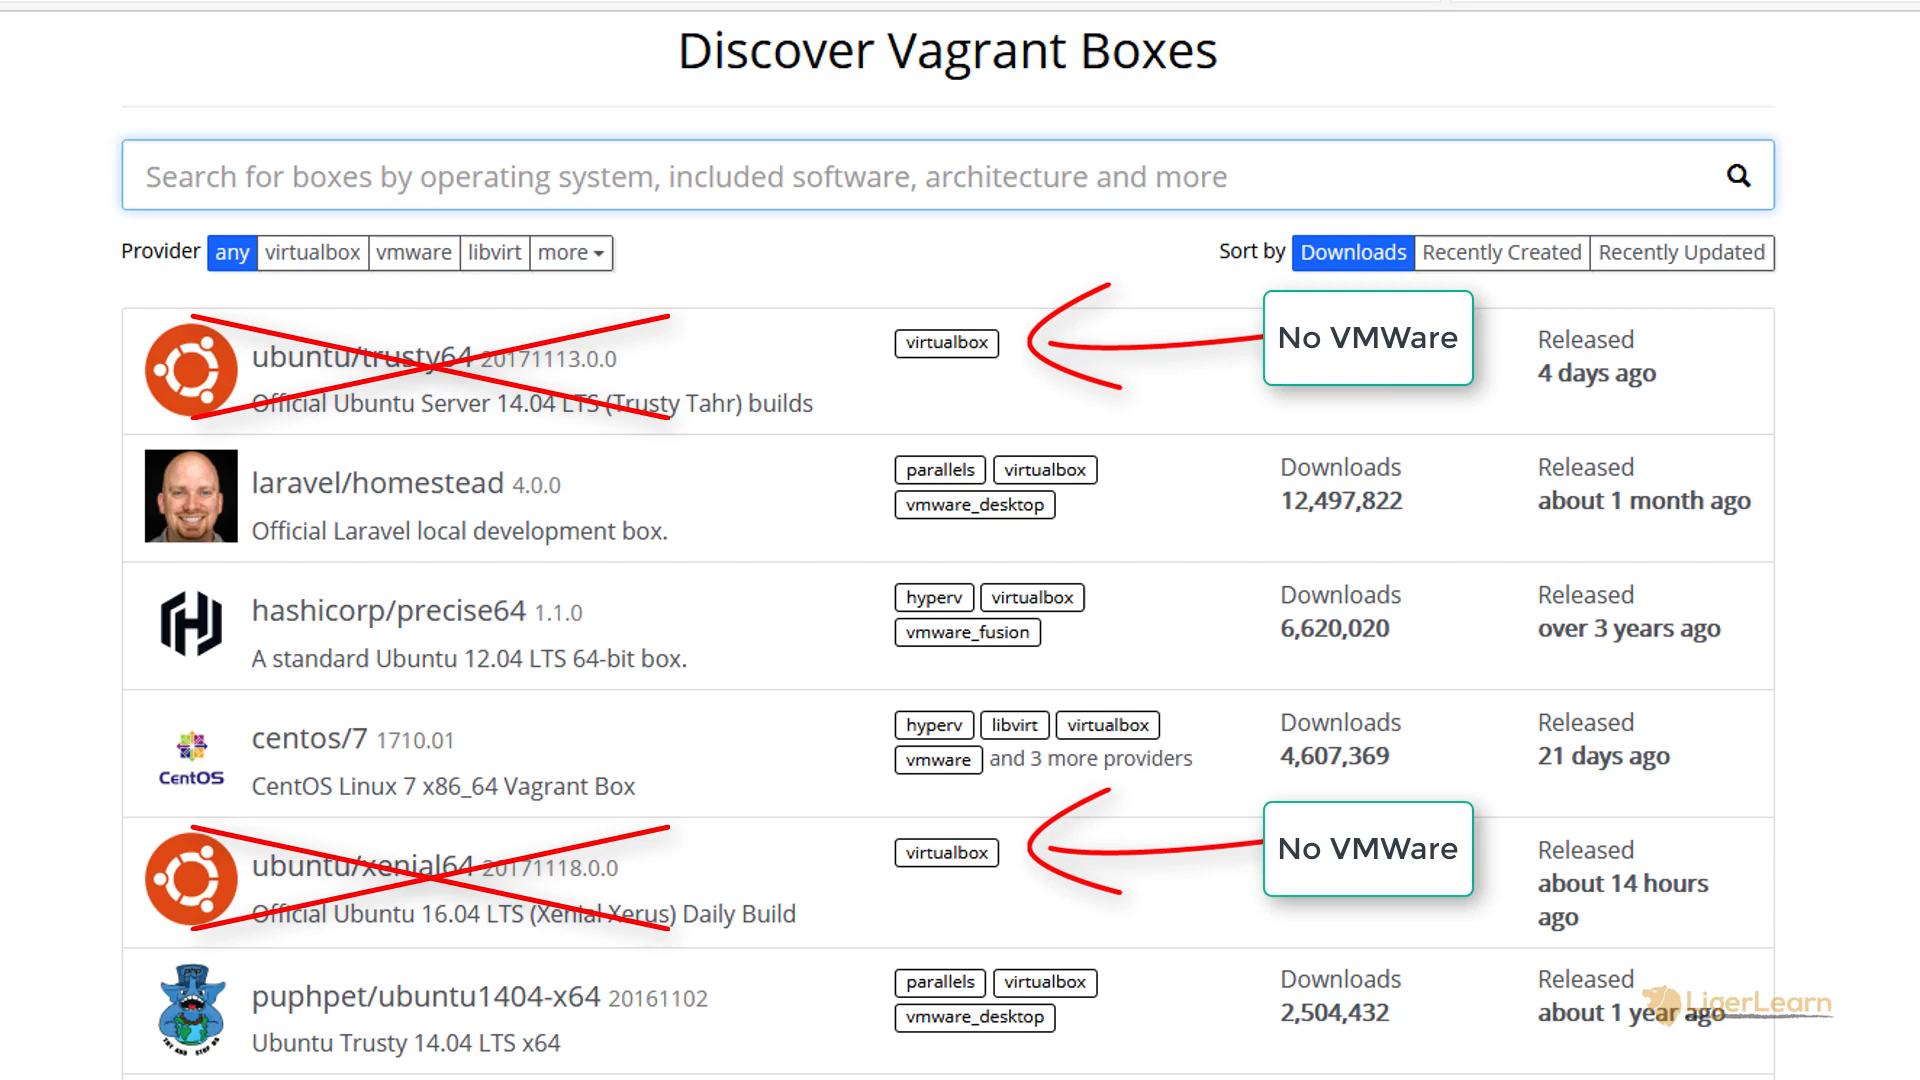 Discover Vagrant Boxes
Search for boxes by operating system, included software, architecture and more
Provider any virtualbox vmware libvirt more Sort by Downloads Recently Created Recently Updated
ubuntu/trusty64 20171113.0.0 virtualbox No VMWare Released
4 days ago
Official Ubuntu Server 14.04 LTS (Trusty Tahr) builds
laravel/homestead 4.0.0 parallels virtualbox Downloads Released
vmware_desktop 12,497,822 about 1 month ago
Official Laravel local development box.
hashicorp/precise64 1.1.0 hyperv virtualbox Downloads Released
vmware_fusion 6,620,020 over 3 years ago
A standard Ubuntu 12.04 LTS 64-bit box.
centos/7 1710.01 hyperv libvirt virtualbox Downloads Released
CentOS vmware and 3 more providers 4,607,369 21 days ago
CentOS Linux 7 x86_64 Vagrant Box
ubuntu/xenial64 20171118.0.0 virtualbox No VMWare Released
about 14 hours
ago
Official Ubuntu 16.04 LTS (Xenial Xerus) Daily Build
php
puphpet/ubuntu1404-x64 20161102 parallels virtualbox Downloads Released
vmware_desktop 2,504,432 about 1 year ago
LigerLearn
Ubuntu Trusty 14.04 LTS x64